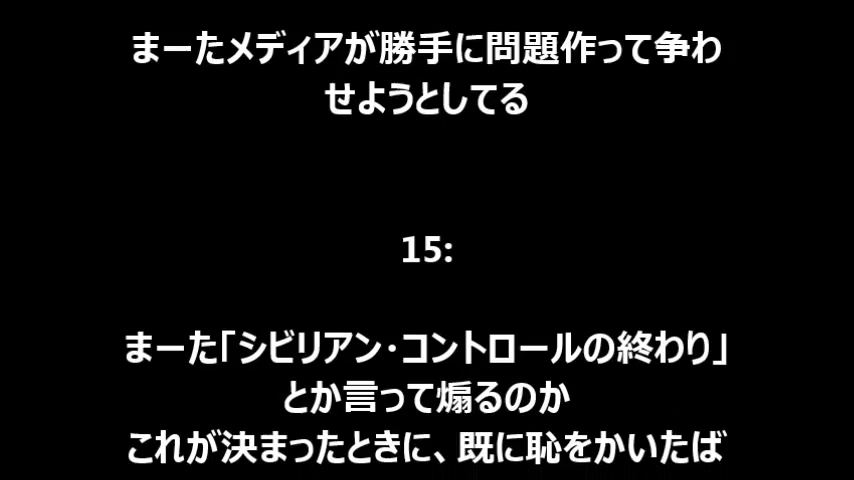 まーたメディアが勝手に問題作って争わ
せようとしてる
15:
まーた「シビリアン・コントロールの終わり」
とか言って煽るのか
これが決まったときに、既に恥をかいたば